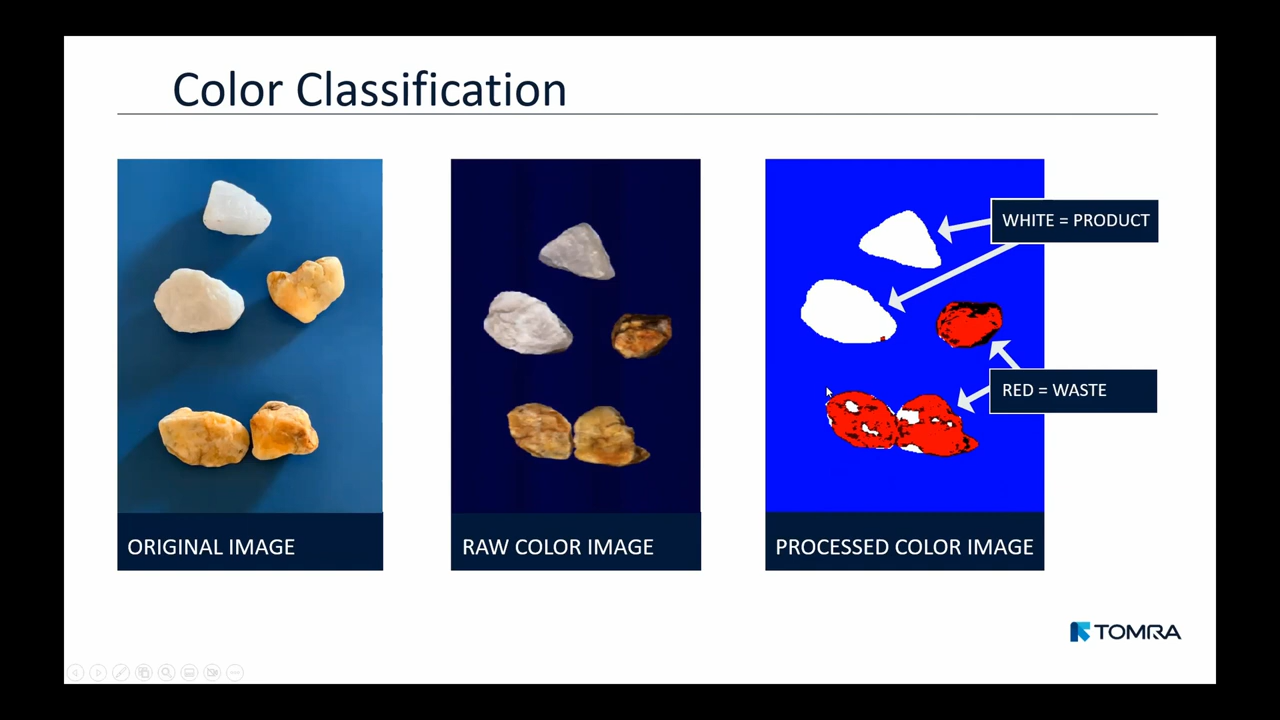 Color Classification
WHITE = PRODUCT
RED = WASTE
ORIGINAL IMAGE
RAW COLOR IMAGE
PROCESSED COLOR IMAGE
TOMRA